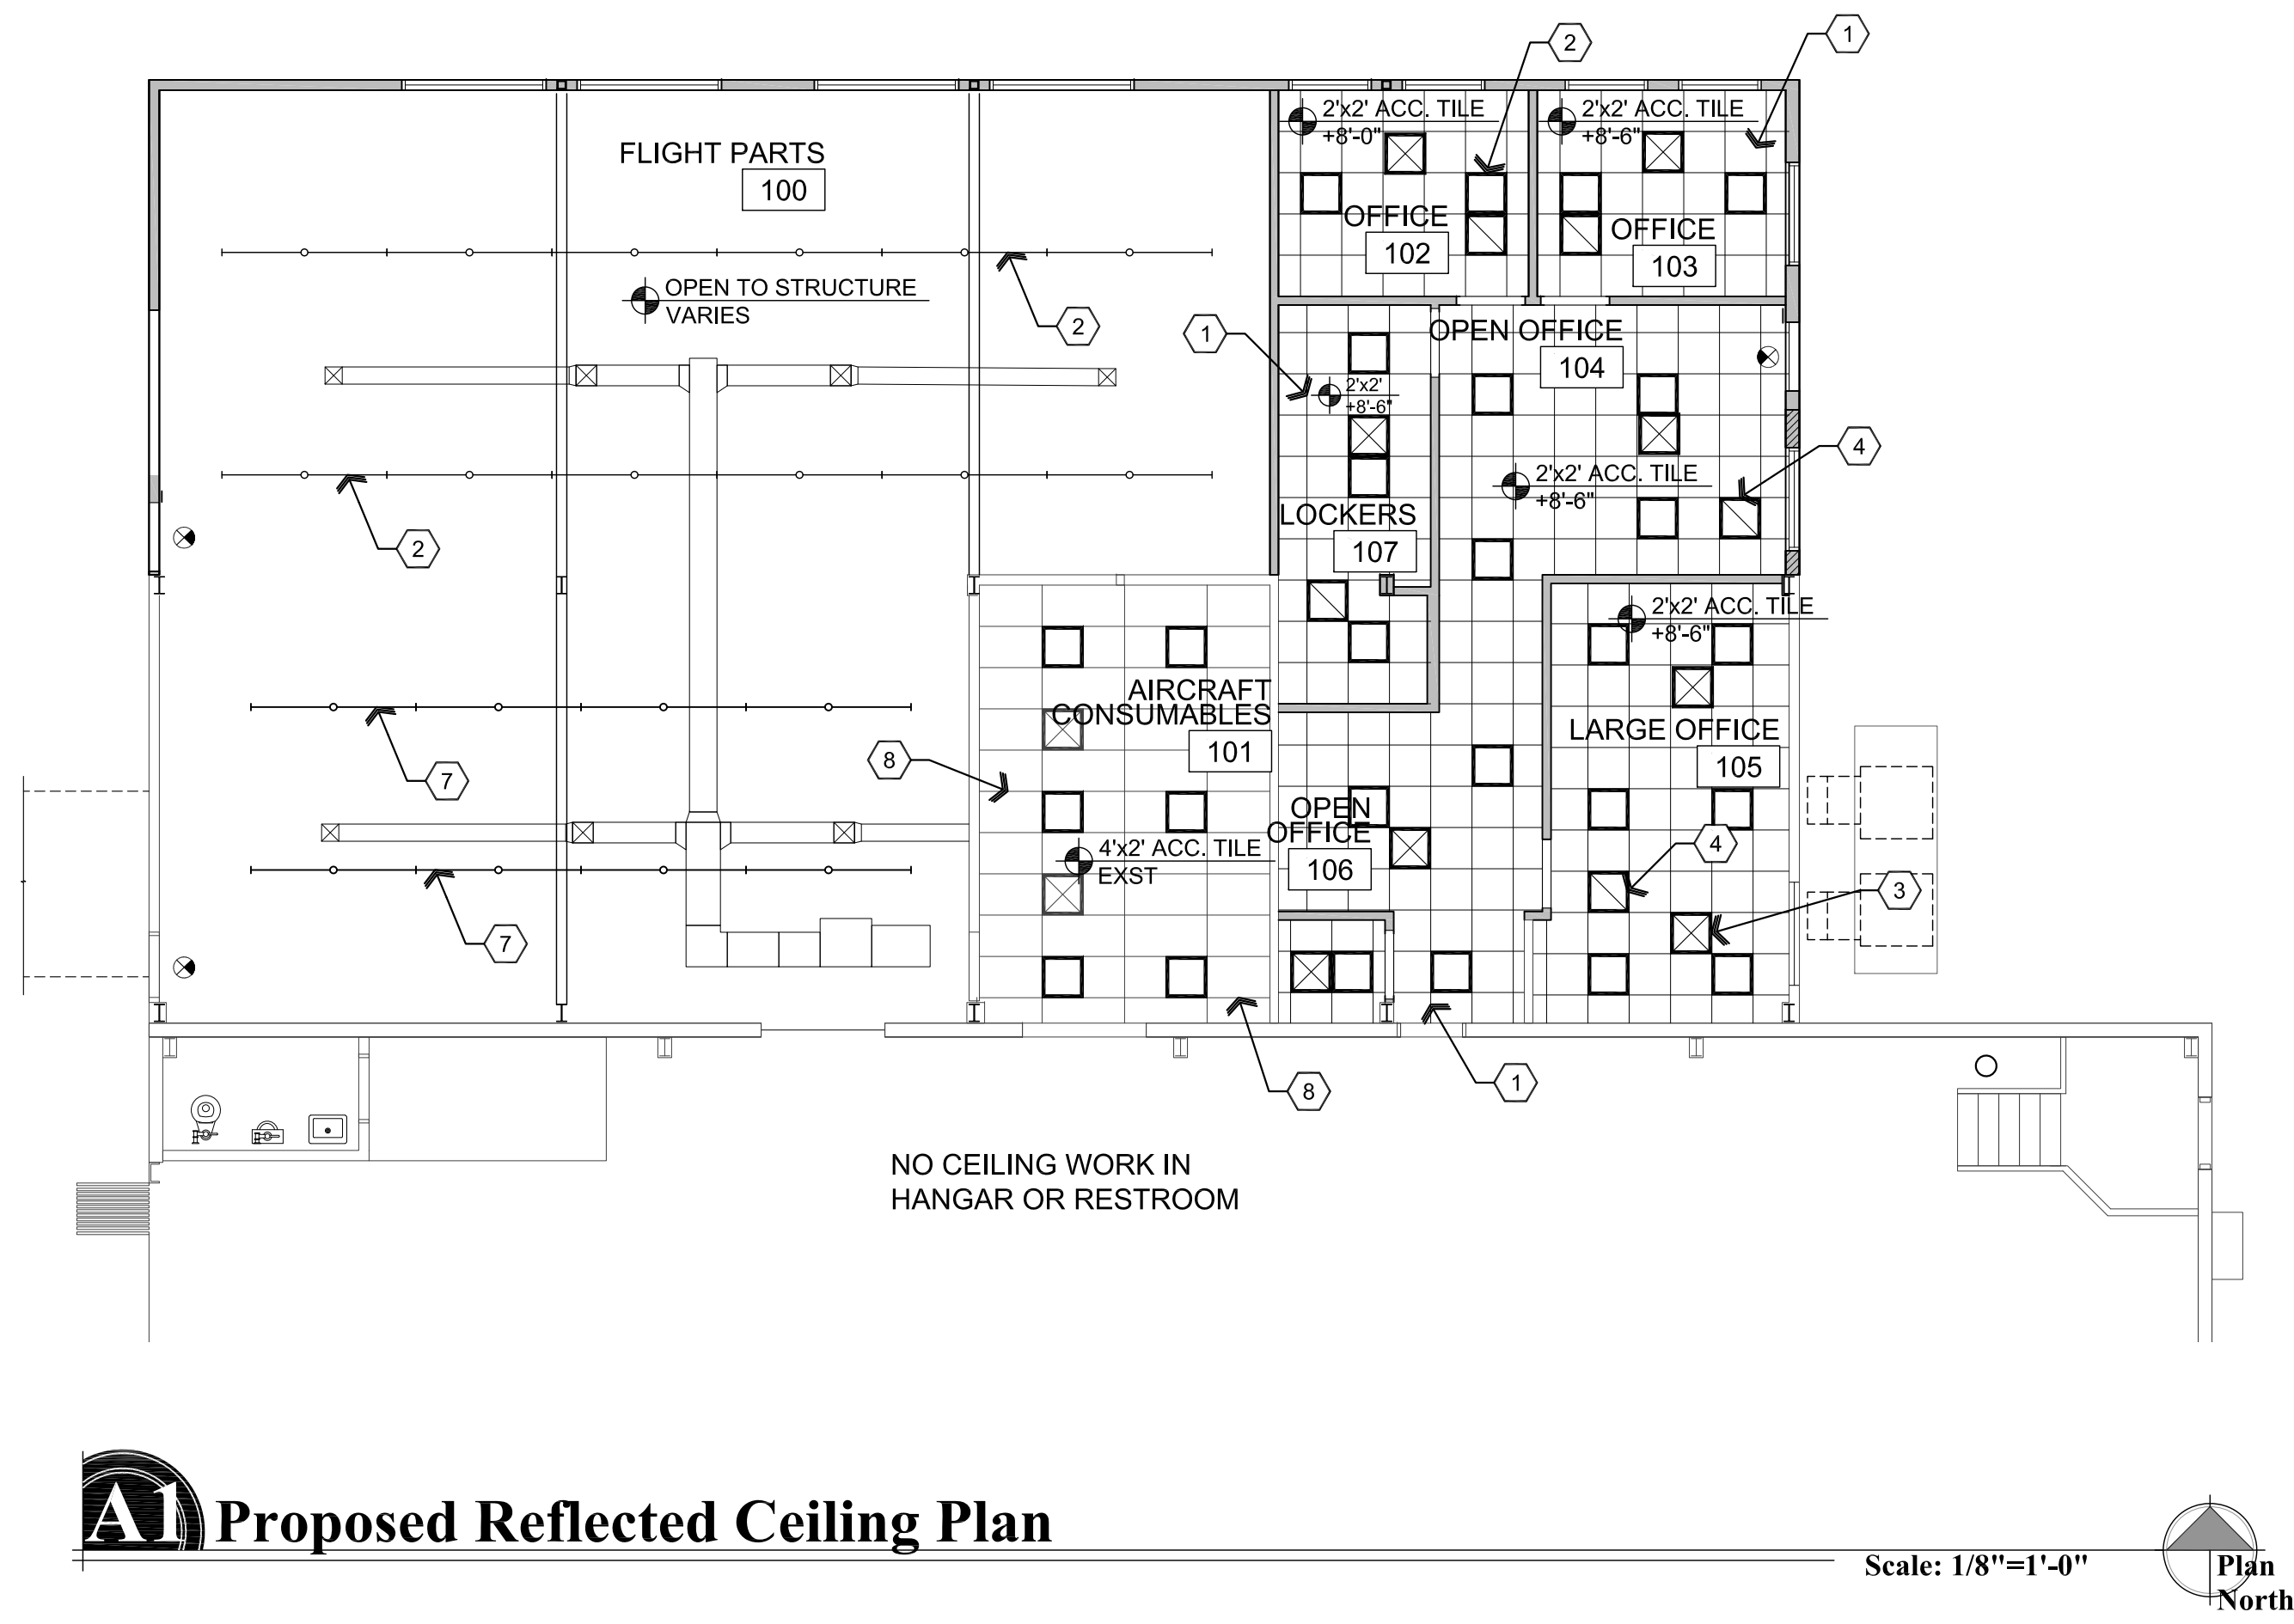 2
1
2'x2' ACC. TILE
+8'-0"
2'x2' ACC. TILE
+8'-6"
FLIGHT PARTS
100
OFFICE
102
OFFICE
103
OPEN TO STRUCTURE
VARIES
2
1
OPEN OFFICE
104
2'x2'
+8'-6"
4
2'x2' ACC. TILE
+8'-6"
LOCKERS
107
2
2'x2' ACC. TILE
+8'-6"
AIRCRAFT
CONSUMABLES
101
LARGE OFFICE
105
8
7
OPEN
OFFICE
106
4
4'x2' ACC. TILE
EXST
3
7
8
1
NO CEILING WORK IN
HANGAR OR RESTROOM
A1 Proposed Reflected Ceiling Plan
Scale: 1/8"=1'-0"
Plan
North